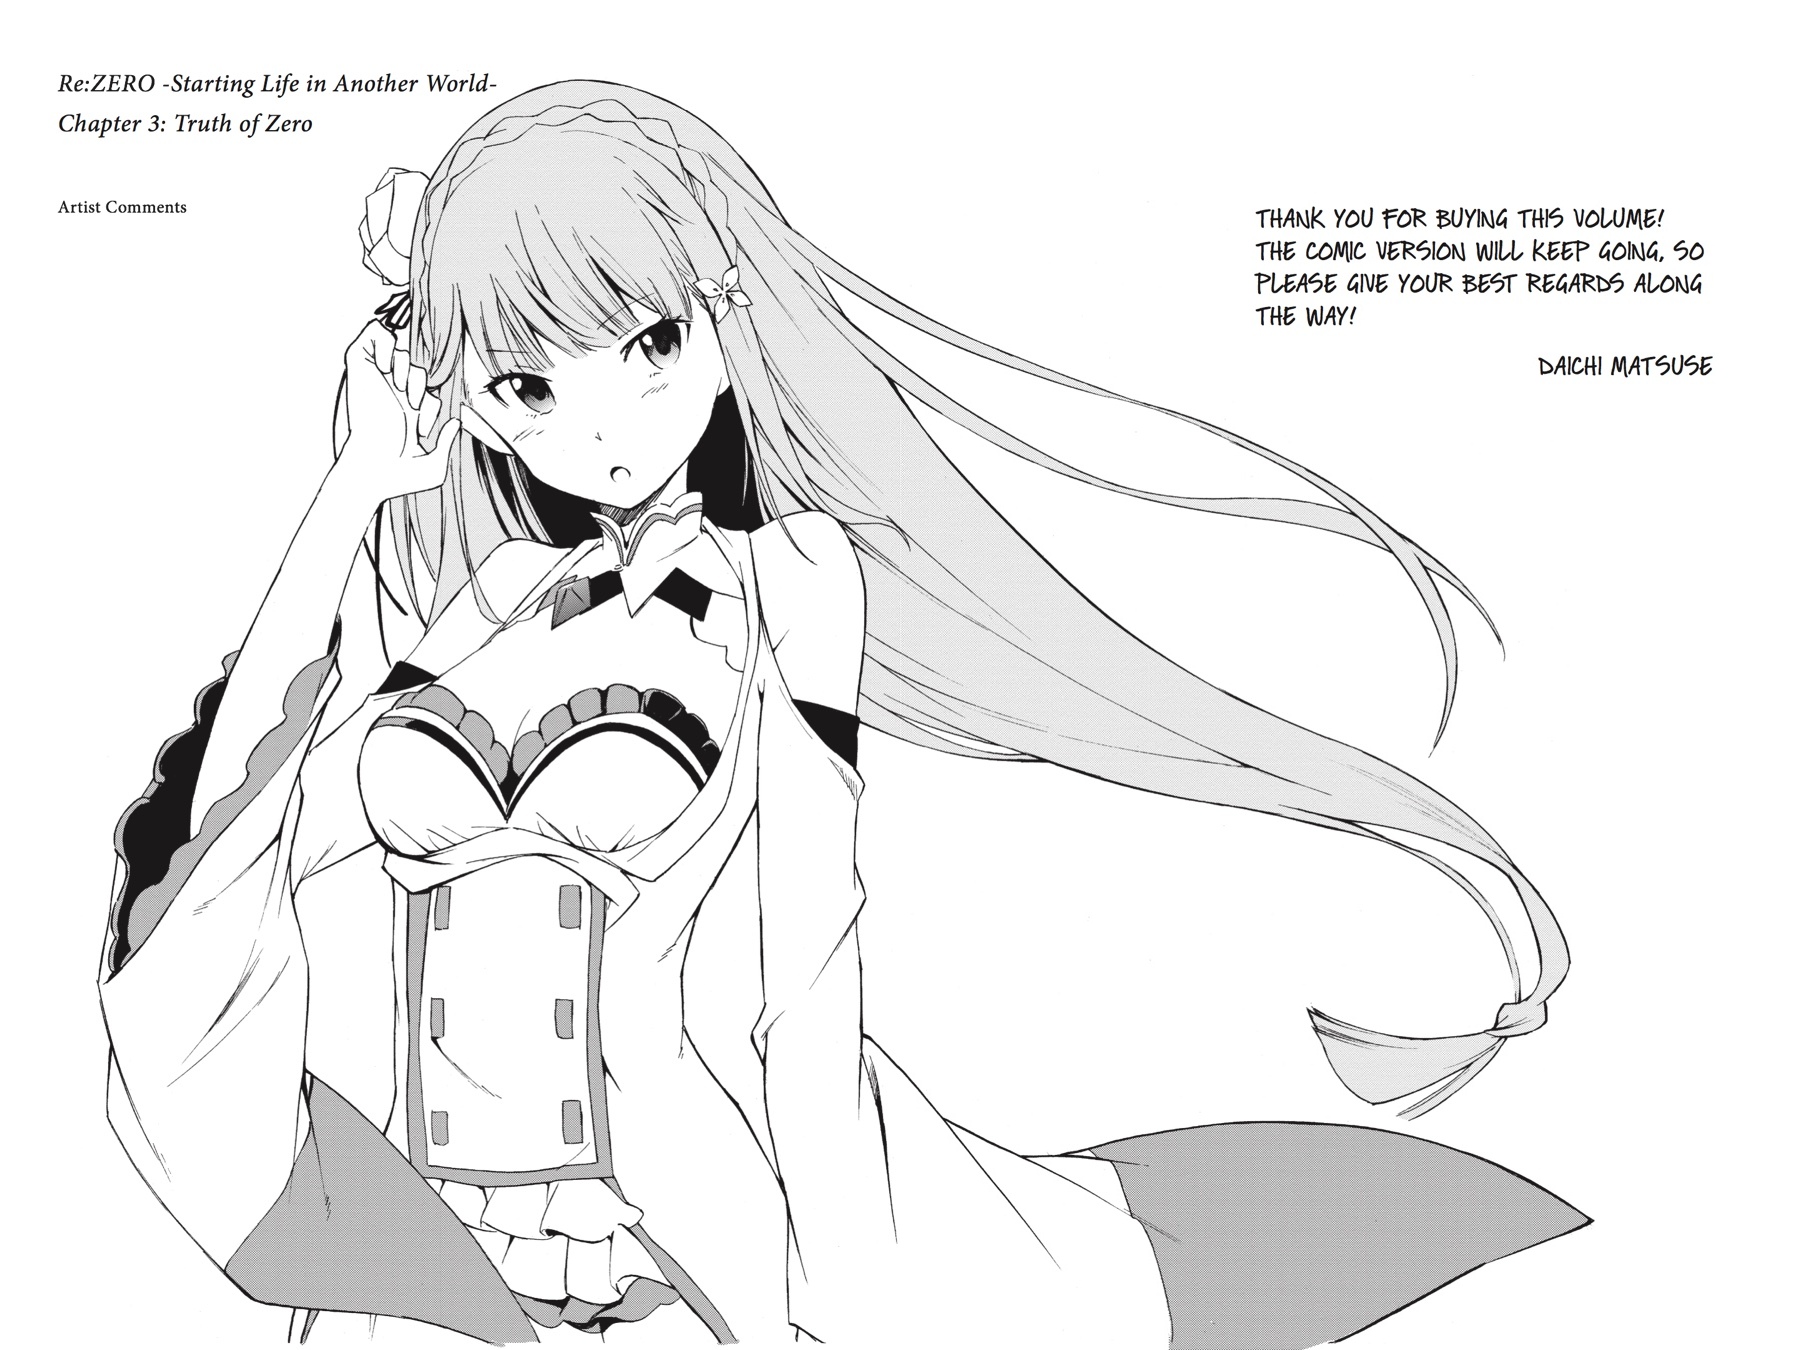 Re:ZERO -Starting Life in Another World-
Chapter 3: Truth of Zero
Artist Comments
THANK YOU FOR BUYING THIS VOLUME!
THE COMIC VERSION WILL KEEP GOING, SO
PLEASE GIVE YOUR BEST REGARDS ALONG
THE WAY!
DAICHI MATSUSE